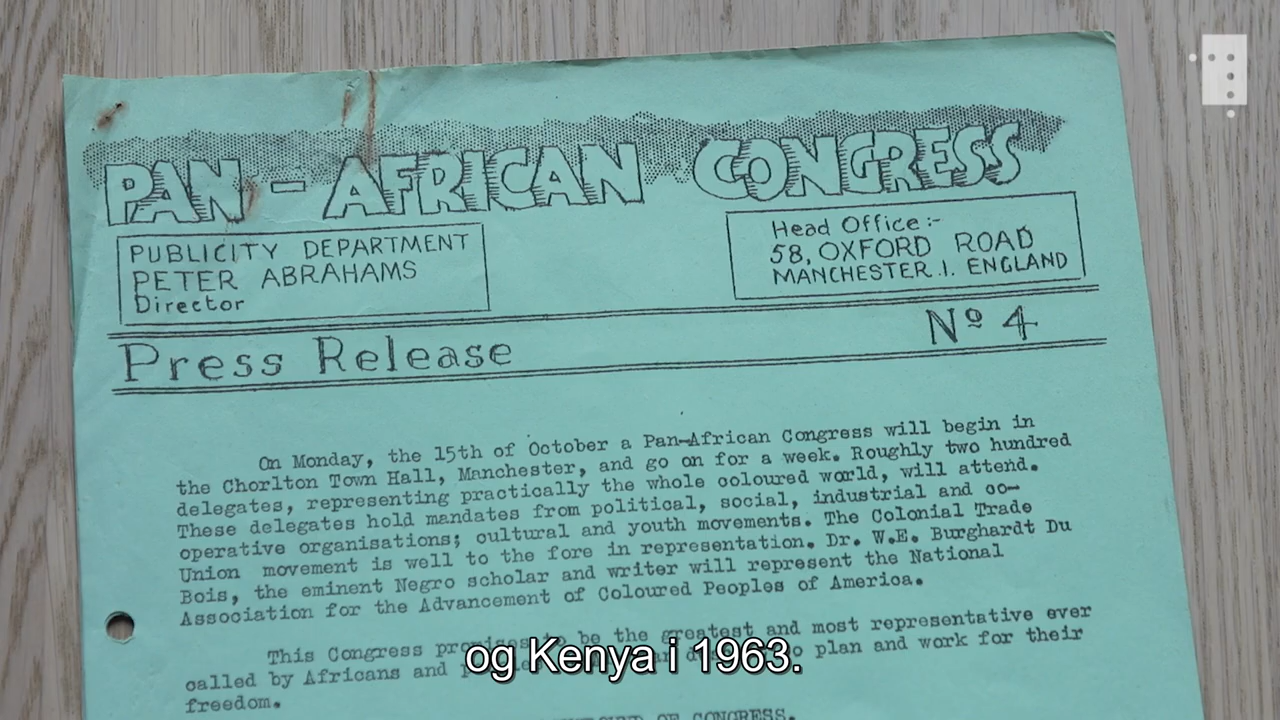 PAN-AFRICAN CONGRESS
PUBLICITY DEPARTMENT
PETER ABRAHAMS
Director
Head Office:-
58, OXFORD ROAD
MANCHESTER.1. ENGLAND
Press Release
Nº 4
On Monday, the 15th of October a Pan-African Congress will begin in
the Chorlton Town Hall, Manchester, and go on for a week. Roughly two hundred
delegates, representing practically the whole coloured world, will attend.
These delegates hold mandates from political, social, industrial and co-
operative organisations; cultural and youth movements. The Colonial Trade
Union movement is well to the fore in representation. Dr. W.E. Burghardt Du
Bois, the eminent Negro scholar and writer will represent the National
Association for the Advancement of Coloured Peoples of America.
This Congress promises to be the greatest and most representative ever
called by Africans and to plan and work for their
freedom.
OF CONGRESS.
og Kenya i 1963.